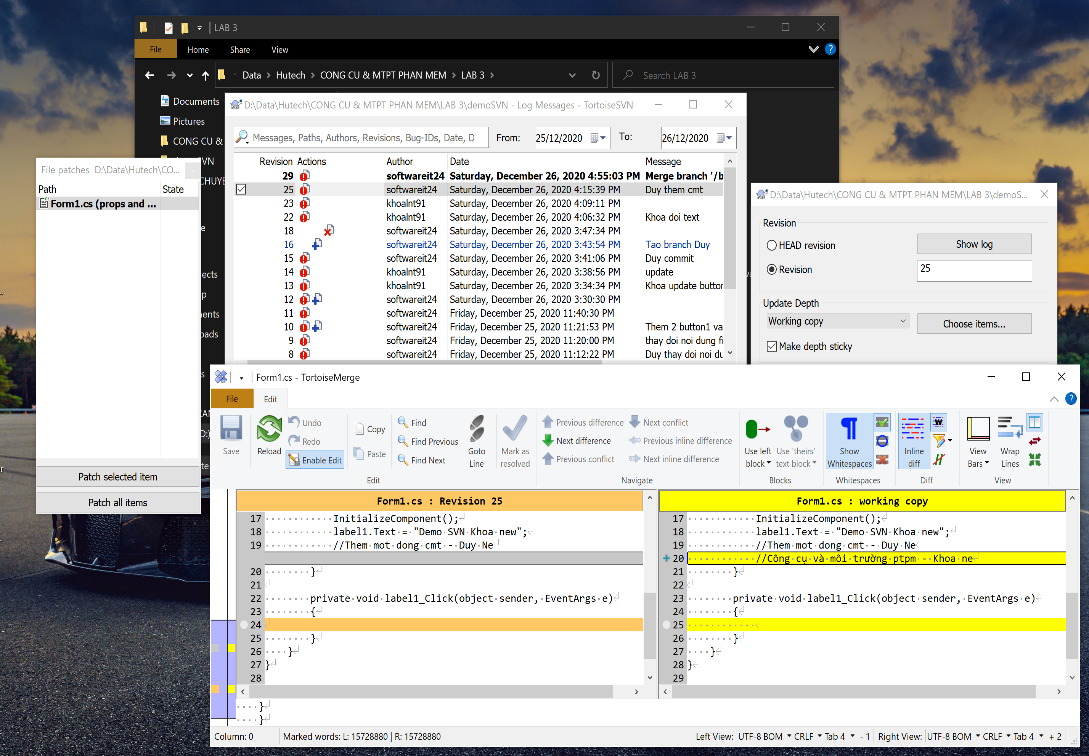 LAB 3
File Home Share View
Data > Hutech > CONG CU & MTPT PHAN MEM > LAB 3 >
Search LAB 3
Documents
Pictures
CONG CU &
D:\Data\Hutech\CONG CU & MTPT PHAN MEM\LAB 3\demoSVN - Log Messages - TortoiseSVN
Messages, Paths, Authors, Revisions, Bug-IDs, Date, D
From: 25/12/2020 To: 26/12/2020
Revision Actions Author Date Message
29 softwareit24 Saturday, December 26, 2020 4:55:03 PM Merge branch '/b
25 softwareit24 Saturday, December 26, 2020 4:15:39 PM Duy them cmt
23 khoalnt91 Saturday, December 26, 2020 4:09:11 PM
22 khoalnt91 Saturday, December 26, 2020 4:06:32 PM Khoa doi text
18 softwareit24 Saturday, December 26, 2020 3:47:34 PM
16 softwareit24 Saturday, December 26, 2020 3:43:54 PM Tao branch Duy
15 softwareit24 Saturday, December 26, 2020 3:41:06 PM Duy commit
14 khoalnt91 Saturday, December 26, 2020 3:38:56 PM update
13 khoalnt91 Saturday, December 26, 2020 3:34:34 PM Khoa update button
12 softwareit24 Saturday, December 26, 2020 3:30:30 PM
11 softwareit24 Friday, December 25, 2020 11:40:30 PM
10 softwareit24 Friday, December 25, 2020 11:21:53 PM Them 2 button1 va
9 softwareit24 Friday, December 25, 2020 11:20:00 PM thay doi noi dung fi
8 softwareit24 Friday, December 25, 2020 11:12:22 PM Duy thay doi noi du
File patches D:\Data\Hutech\CO...
Path State
Form1.cs (props and ...
Patch selected item
Patch all items
D:\Data\Hutech\CONG CU & MTPT PHAN MEM\LAB 3\demoS...
Revision
HEAD revision
Show log
Revision
25
Update Depth
Working copy
Choose items...
Make depth sticky
Form1.cs - TortoiseMerge
File Edit
Save
Reload
Undo
Redo
Enable Edit
Copy
Paste
Find
Find Previous
Find Next
Goto Line
Mark as resolved
Previous difference
Next difference
Previous conflict
Next conflict
Previous inline difference
Next inline difference
Use left block
Use 'theirs' text block
Show Whitespaces
Inline diff
View Bars
Wrap Lines
Edit Navigate Blocks Whitespaces Diff View
Form1.cs : Revision 25
17 InitializeComponent();
18 label1.Text = "Demo SVN Khoa new";
19 //Them mot dong cmt - Duy Ne
20 }
21
22 private void label1_Click(object sender, EventArgs e)
23 {
24
25 }
26 }
27 }
28
Form1.cs : working copy
17 InitializeComponent();
18 label1.Text = "Demo SVN Khoa new";
19 //Them mot dong cmt - Duy Ne
20 //Công cụ và môi trường ptpm - Khoa ne
21 }
22
23 private void label1_Click(object sender, EventArgs e)
24 {
25
26 }
27 }
28 }
29
}
}
Column: 0 Marked words: L: 15728880 | R: 15728880 Left View: UTF-8 BOM CRLF Tab 4 - 1 Right View: UTF-8 BOM CRLF Tab 4 + 2